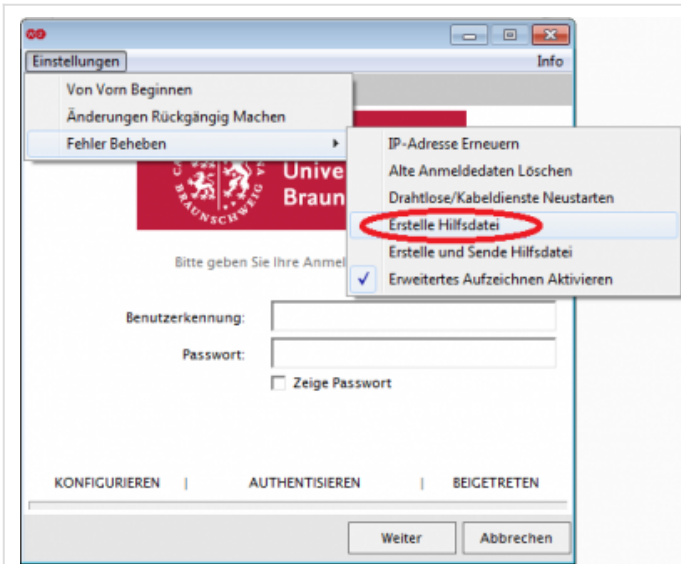 Einstellungen
Info
Von Vorn Beginnen
Änderungen Rückgängig Machen
Fehler Beheben
IP-Adresse Erneuern
Alte Anmeldedaten Löschen
Drahtlose/Kabeldienste Neustarten
Erstelle Hilfsdatei
Erstelle und Sende Hilfsdatei
Erweitertes Aufzeichnen Aktivieren
BRAUNSCHWEIG
Unive
Braun
Bitte geben Sie Ihre Anmel
Benutzerkennung:
Passwort:
Zeige Passwort
KONFIGURIEREN | AUTHENTISIEREN | BEIGETRETEN
Weiter
Abbrechen